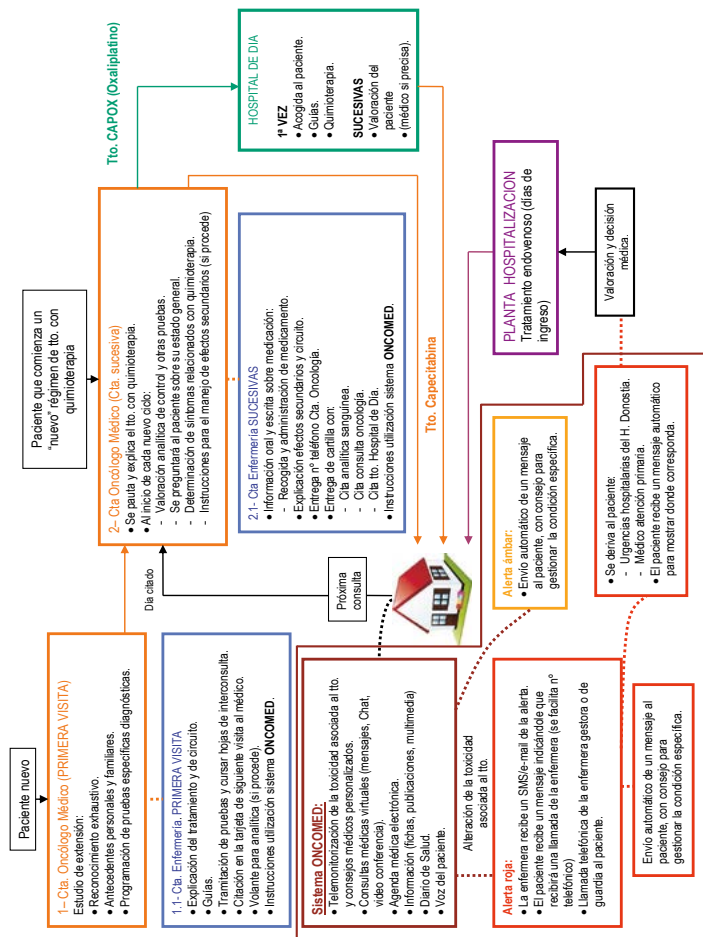 Paciente nuevo
1– Cta. Oncólogo Médico (PRIMERA VISITA)
Estudio de extensión:
• Reconocimiento exhaustivo.
• Antecedentes personales y familiares.
• Programación de pruebas específicas diagnósticas.
1.1- Cta. Enfermería. PRIMERA VISITA
• Explicación del tratamiento y de circuito.
• Guías.
• Tramitación de pruebas y cursar hojas de interconsulta.
• Citación en la tarjeta de siguiente visita al médico.
• Volante para analítica (si procede).
• Instrucciones utilización sistema ONCOMED.
Paciente que comienza un
“nuevo” régimen de tto. con
quimioterapia
2– Cta Oncólogo Médico (Cta. sucesiva)
• Se pauta y explica el tto. con quimioterapia.
• Al inicio de cada nuevo ciclo:
- Valoración analítica de control y otras pruebas.
- Se preguntará al paciente sobre su estado general.
- Determinación de síntomas relacionados con quimioterapia.
- Instrucciones para el manejo de efectos secundarios (si procede)
2.1- Cta Enfermería SUCESIVAS
• Información oral y escrita sobre medicación:
- Recogida y administración de medicamento.
• Explicación efectos secundarios y circuito.
• Entrega nº teléfono Cta. Oncología.
• Entrega de cartilla con:
- Cita analítica sanguínea.
- Cita consulta oncología.
- Cita tto. Hospital de Día.
• Instrucciones utilización sistema ONCOMED.
Tto. CAPOX (Oxaliplatino)
HOSPITAL DE DIA
1ª VEZ
• Acogida al paciente.
• Guías.
• Quimioterapia.
SUCESIVAS
• Valoración del
paciente
• (médico si precisa).
Día citado
Próxima
consulta
Tto. Capecitabina
Sistema ONCOMED:
• Telemonitorización de la toxicidad asociada al tto.
y consejos médicos personalizados.
• Consultas médicas virtuales (mensajes, Chat,
video conferencia).
• Agenda médica electrónica.
• Información (fichas, publicaciones, multimedia)
• Diario de Salud.
• Voz del paciente.
Alteración de la toxicidad
asociada al tto.
Alerta ámbar:
• Envío automático de un mensaje
al paciente, con consejo para
gestionar la condición específica.
PLANTA HOSPITALIZACION
Tratamiento endovenoso (días de
ingreso)
Alerta roja:
• La enfermera recibe un SMS/e-mail de la alerta.
• El paciente recibe un mensaje indicándole que
recibirá una llamada de la enfermera (se facilita nº
telefónico)
• Llamada telefónica de la enfermera gestora o de
guardia al paciente.
• Se deriva al paciente:
- Urgencias hospitalarias del H. Donostia.
- Médico atención primaria.
• El paciente recibe un mensaje automático
para mostrar donde corresponda.
Valoración y decisión
médica.
Envío automático de un mensaje al
paciente, con consejo para
gestionar la condición específica.